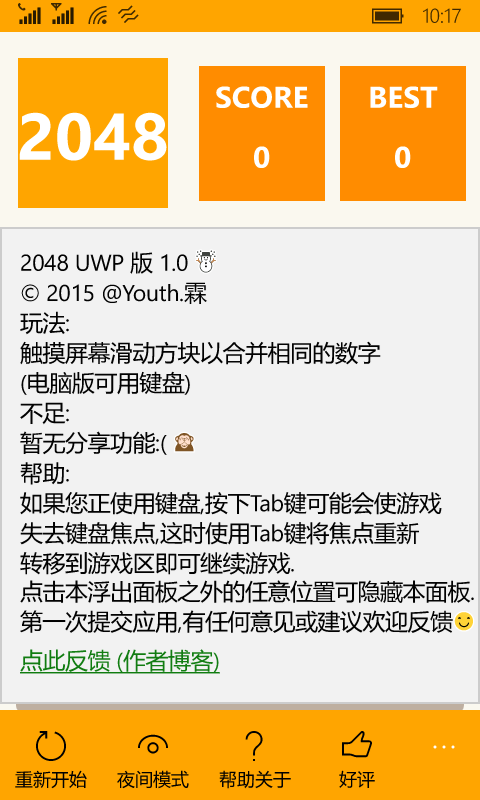 10:17
2048
SCORE
0
BEST
0
2048 UWP 版 1.0 ⛄
© 2015 @Youth.霖
玩法:
触摸屏幕滑动方块以合并相同的数字
(电脑版可用键盘)
不足:
暂无分享功能:( 🙈
帮助:
如果您正使用键盘,按下Tab键可能会使游戏
失去键盘焦点,这时使用Tab键将焦点重新
转移到游戏区即可继续游戏.
点击本浮出面板之外的任意位置可隐藏本面板.
第一次提交应用,有任何意见或建议欢迎反馈😉
点此反馈 (作者博客)
重新开始
夜间模式
帮助关于
好评
...